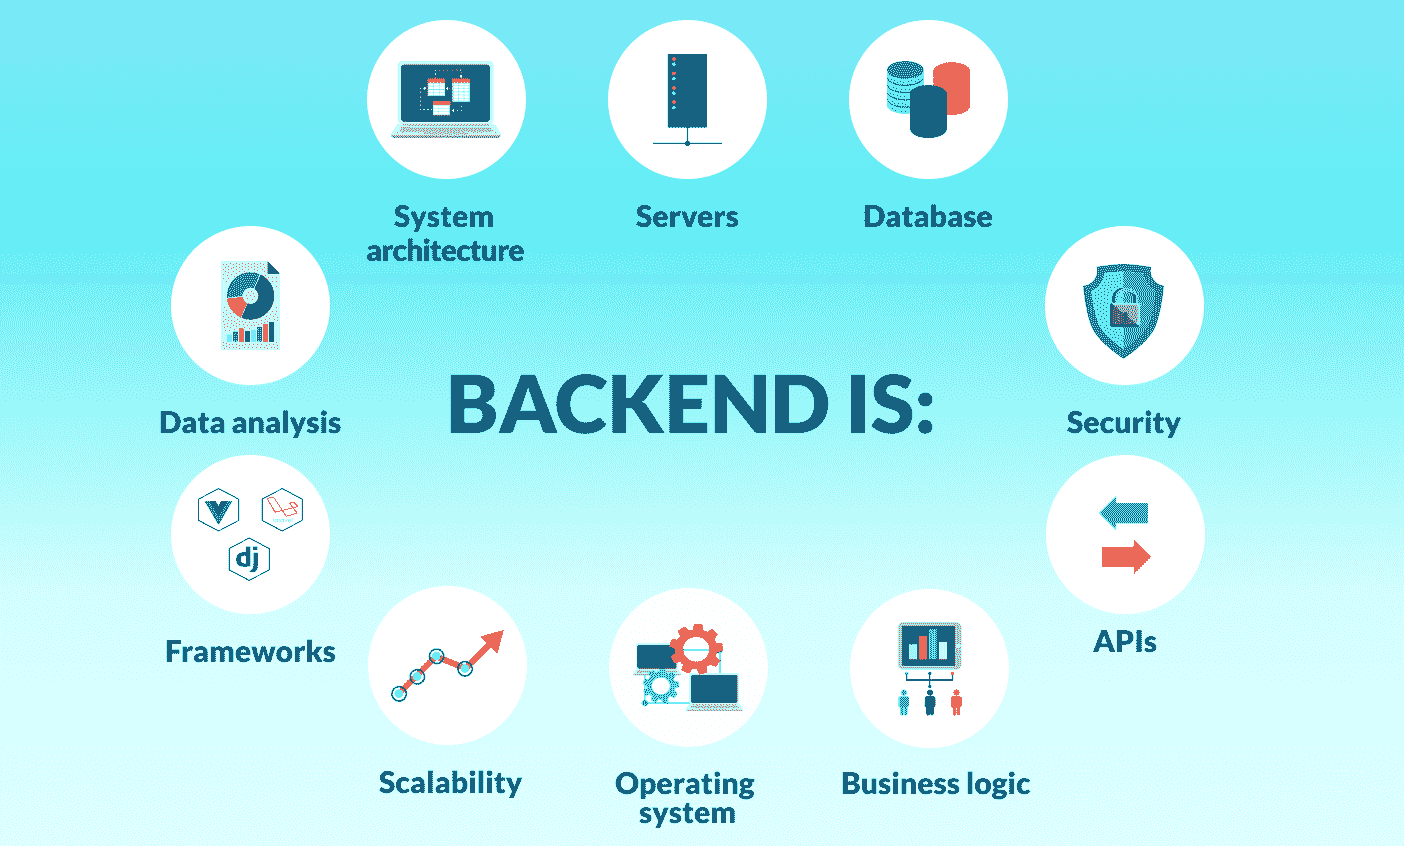 System
architecture
Servers
Database
Data analysis
BACKEND IS:
Security
dj
Frameworks
APIs
Scalability
Operating
system
Business logic